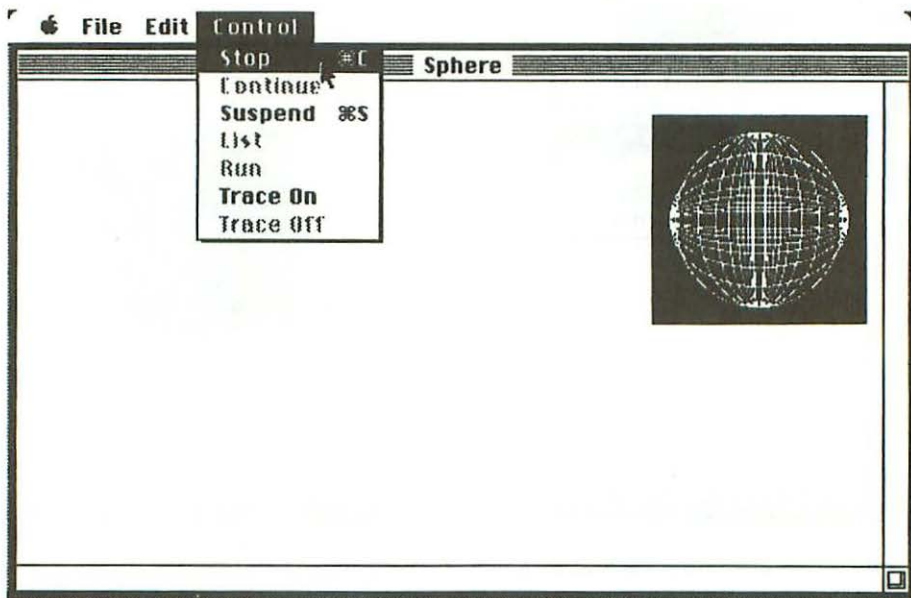 File Edit Control
Sphere
Stop ⌘C
Continue
Suspend ⌘S
List
Run
Trace On
Trace Off